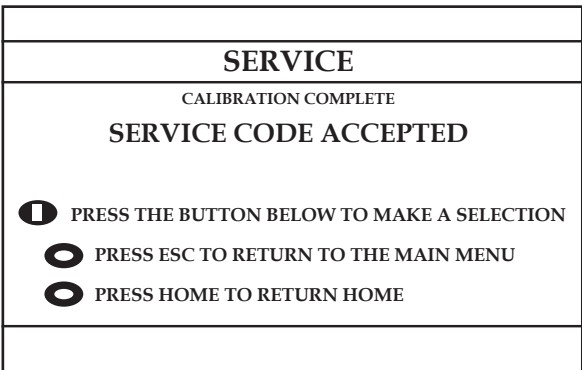 SERVICE
CALIBRATION COMPLETE
SERVICE CODE ACCEPTED
PRESS THE BUTTON BELOW TO MAKE A SELECTION
PRESS ESC TO RETURN TO THE MAIN MENU
PRESS HOME TO RETURN HOME